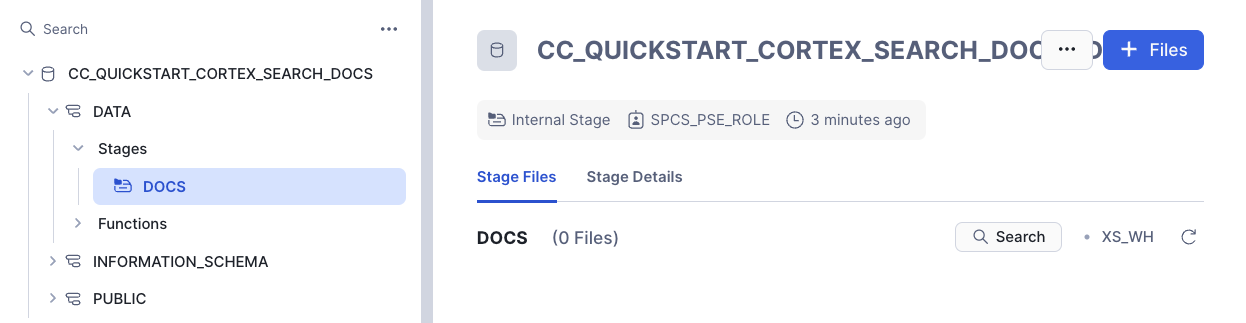 Search
CC_QUICKSTART_CORTEX_SEARCH_DOCS
DATA
Stages
DOCS
Functions
INFORMATION_SCHEMA
PUBLIC
CC_QUICKSTART_CORTEX_SEARCH_DOC
+ Files
Internal Stage SPCS_PSE_ROLE 3 minutes ago
Stage Files Stage Details
DOCS (0 Files) Search • XS_WH